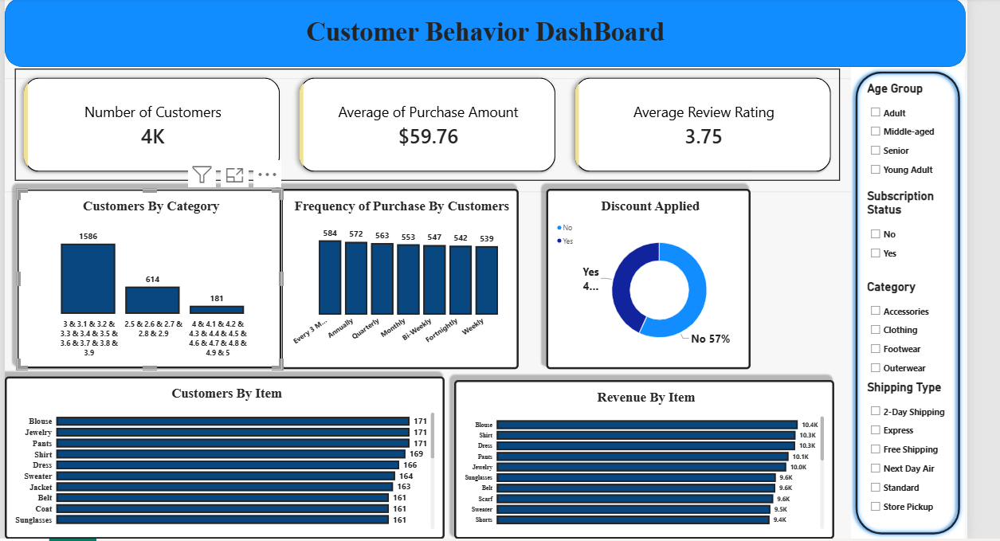 Customer Behavior DashBoard
Number of Customers
4K
Average of Purchase Amount
$59.76
Average Review Rating
3.75
Customers By Category
1586
614
181
3 & 3.1 & 3.2 &
3.3 & 3.4 & 3.5 &
3.6 & 3.7 & 3.8 &
3.9
2.5 & 2.6 & 2.7 &
2.8 & 2.9
4 & 4.1 & 4.2 &
4.3 & 4.4 & 4.5 &
4.6 & 4.7 & 4.8 &
4.9 & 5
Frequency of Purchase By Customers
584
572
563
553
547
542
539
Every 3 M...
Annually
Quarterly
Monthly
Bi-Weekly
Fortnightly
Weekly
Discount Applied
No
Yes
Yes
4...
No 57%
Customers By Item
Blouse 171
Jewelry 171
Pants 171
Shirt 169
Dress 166
Sweater 164
Jacket 163
Belt 161
Coat 161
Sunglasses 161
Revenue By Item
Blouse 10.4K
Shirt 10.3K
Dress 10.3K
Pants 10.1K
Jewelry 10.0K
Sunglasses 9.6K
Belt 9.6K
Scarf 9.6K
Sweater 9.5K
Shorts 9.4K
Age Group
Adult
Middle-aged
Senior
Young Adult
Subscription
Status
No
Yes
Category
Accessories
Clothing
Footwear
Outerwear
Shipping Type
2-Day Shipping
Express
Free Shipping
Next Day Air
Standard
Store Pickup